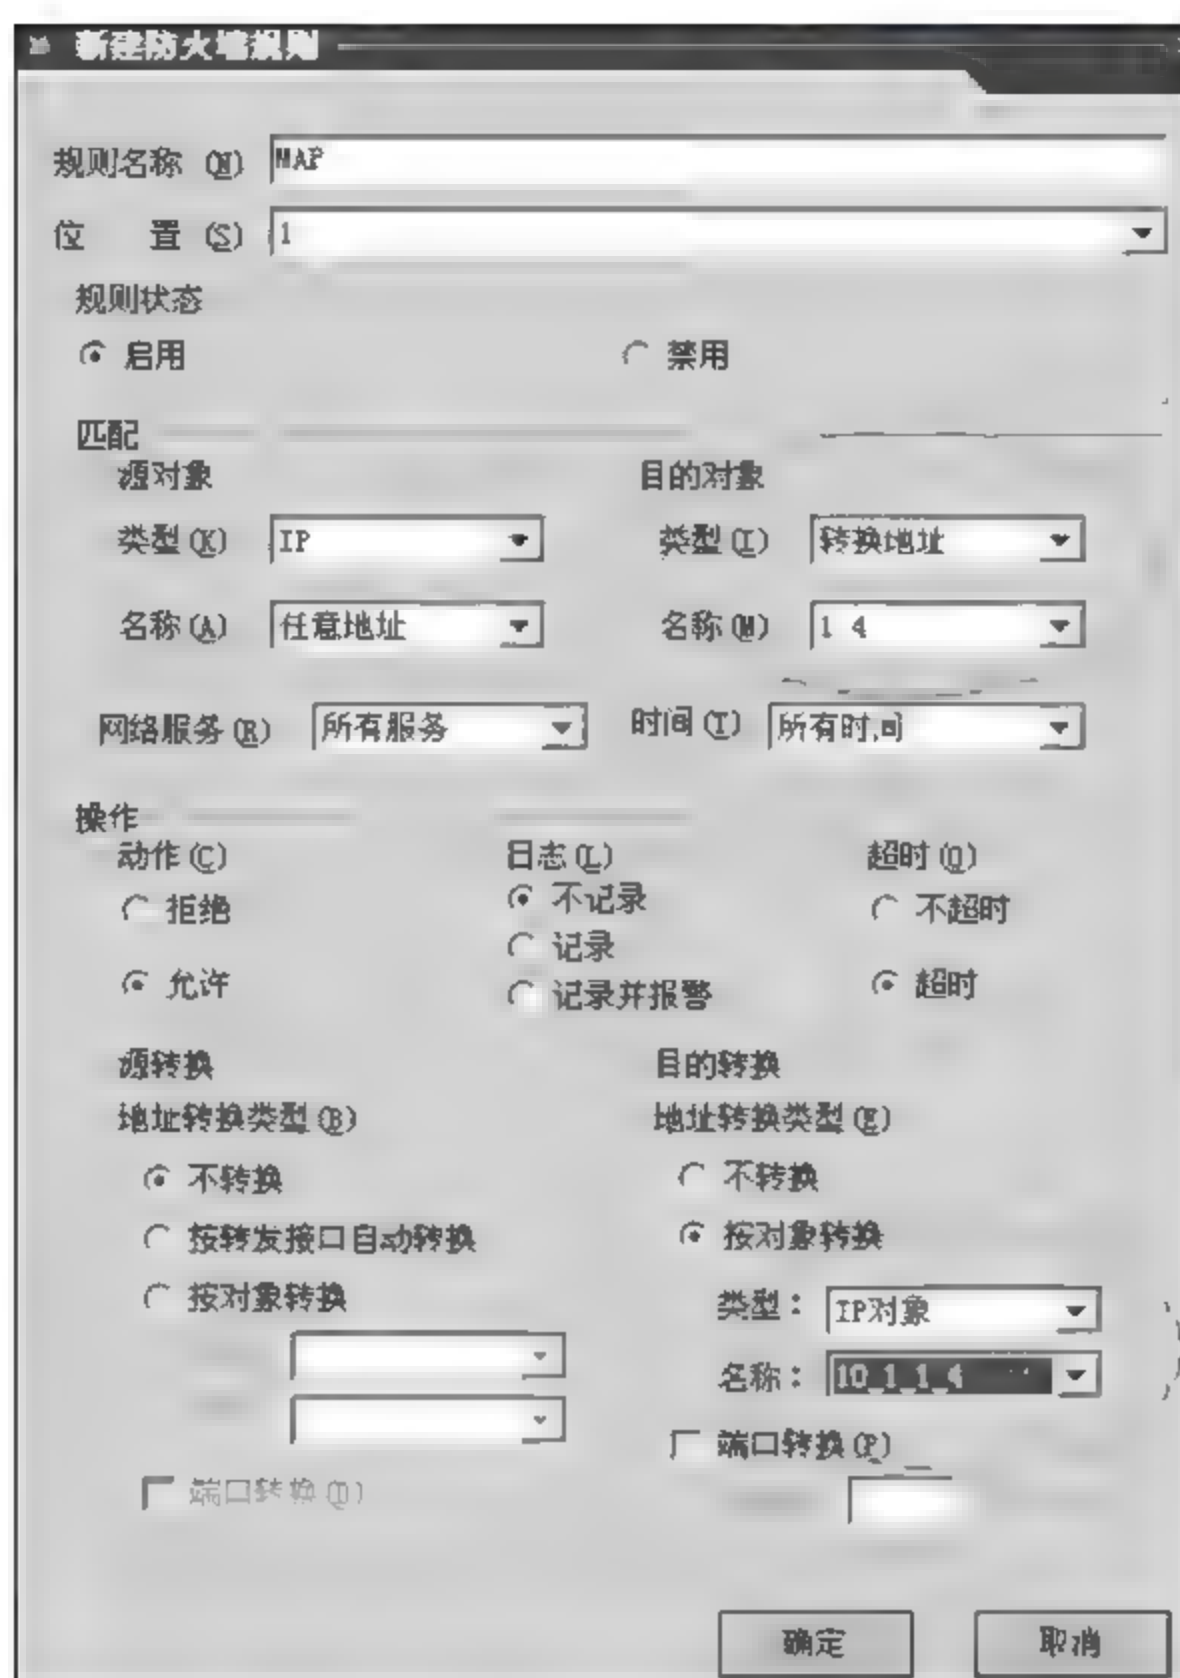 新建防火墙规则
规则名称(N) MAP
位 置(S) 1
规则状态
启用 禁用
匹配
源对象 目的对象
类型(K) IP 类型(I) 转换地址
名称(A) 任意地址 名称(M) 1 4
网络服务(R) 所有服务 时间(T) 所有时间
操作
动作(C) 日志(L) 超时(O)
拒绝 不记录 不超时
记录
允许 记录并报警 超时
源转换 目的转换
地址转换类型(B) 地址转换类型(E)
不转换 不转换
按转发接口自动转换 按对象转换
按对象转换 类型：IP对象
名称：10_1_1_4
端口转换(P)
端口转换(D)
确定 取消